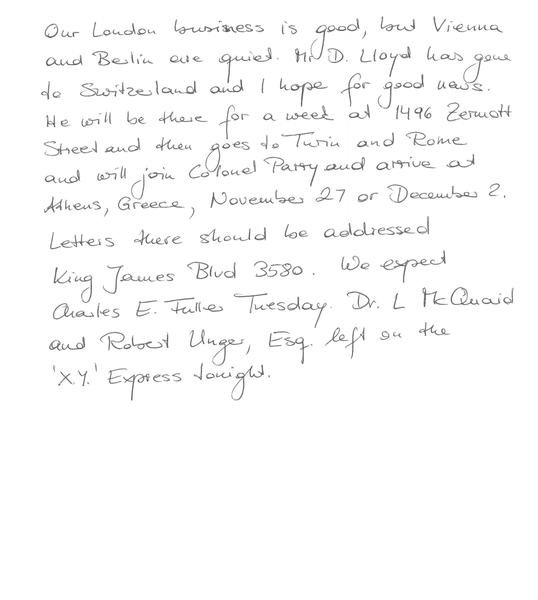 Our London business is good, but Vienna
and Berlin are quiet. Mr. D. Lloyd has gone
to Switzerland and I hope for good news.
He will be there for a week at 1496 Zermott
Street and then goes to Turin and Rome
and will join Colonel Parry and arrive at
Athens, Greece, November 27 or December 2.
Letters there should be addressed
King James Blvd 3580. We expect
Charles E. Fuller Tuesday. Dr. L McQuaid
and Robert Unger, Esq. left on the
'X.Y.' Express tonight.